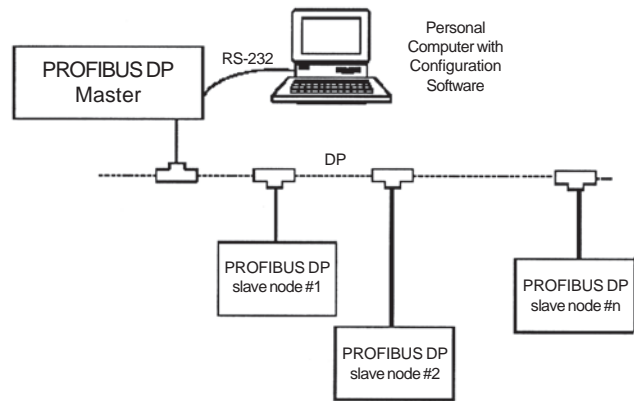 PROFIBUS DP
Master
RS-232
Personal
Computer with
Configuration
Software
DP
PROFIBUS DP
slave node #1
PROFIBUS DP
slave node #2
PROFIBUS DP
slave node #n